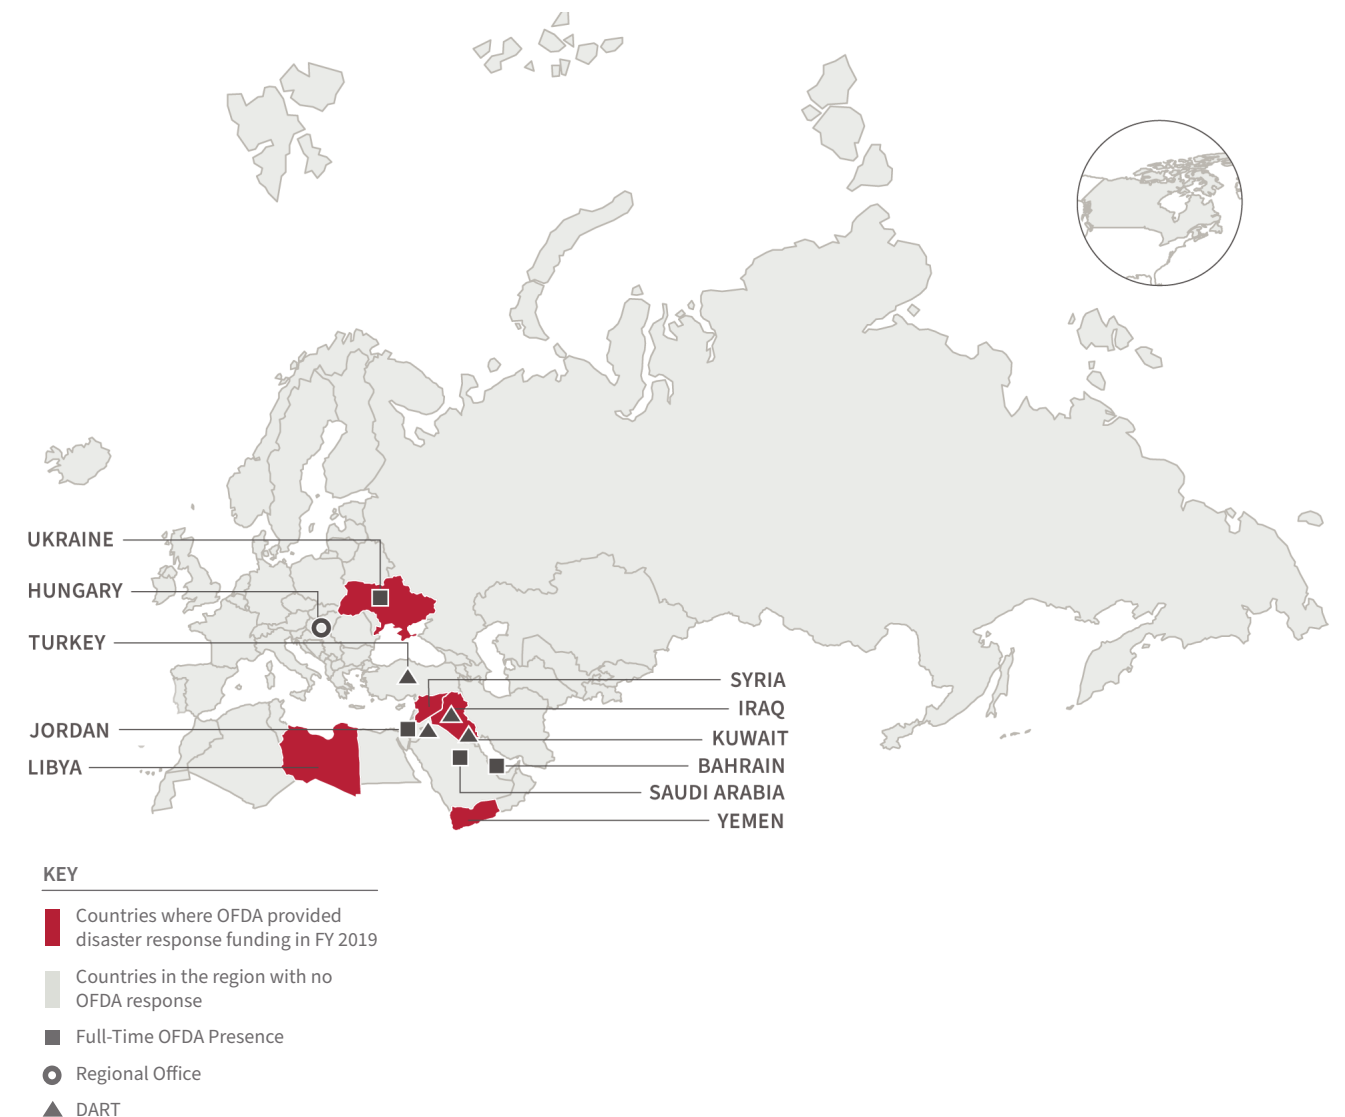 UKRAINE
HUNGARY
TURKEY
SYRIA
IRAQ
JORDAN
KUWAIT
LIBYA
BAHRAIN
SAUDI ARABIA
YEMEN
KEY
Countries where OFDA provided
disaster response funding in FY 2019
Countries in the region with no
OFDA response
Full-Time OFDA Presence
Regional Office
DART